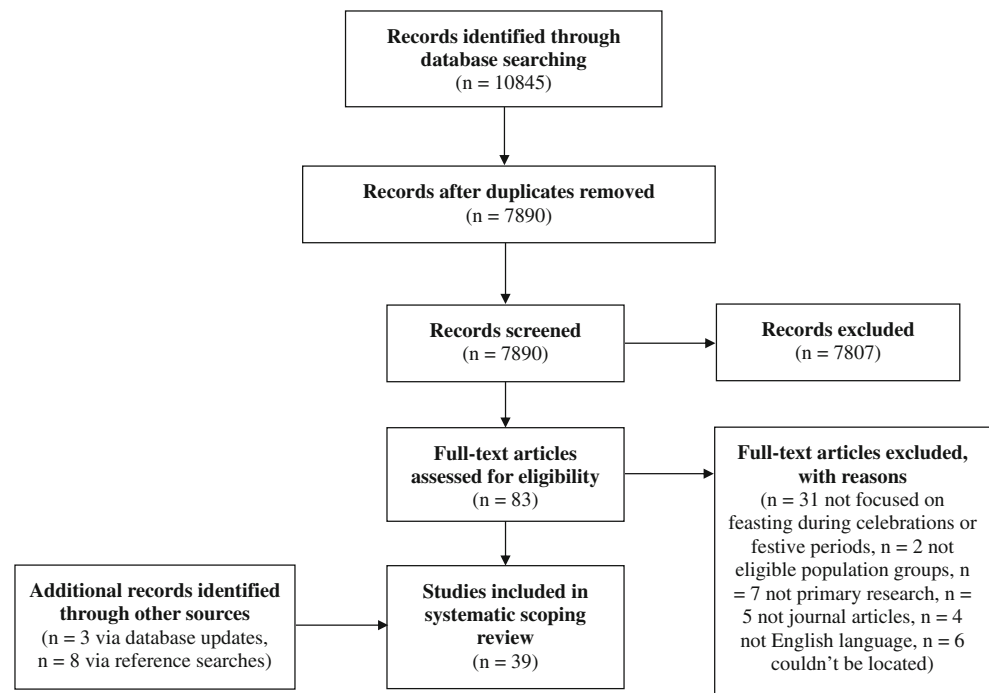 Records identified through
database searching
(n = 10845)
Records after duplicates removed
(n = 7890)
Records screened
(n = 7890)
Records excluded
(n = 7807)
Full-text articles
assessed for eligibility
(n = 83)
Full-text articles excluded,
with reasons
(n = 31 not focused on
feasting during celebrations or
festive periods, n = 2 not
eligible population groups, n
= 7 not primary research, n =
5 not journal articles, n = 4
not English language, n = 6
couldn’t be located)
Additional records identified
through other sources
(n = 3 via database updates,
n = 8 via reference searches)
Studies included in
systematic scoping
review
(n = 39)